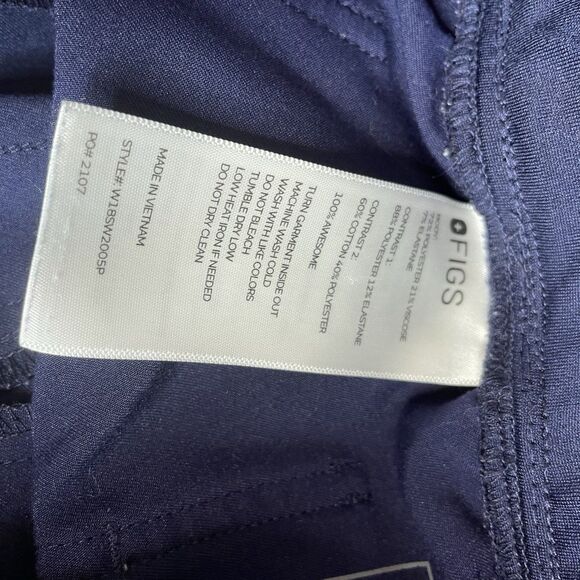 FIGS
BODY:
72% POLYESTER 21% VISCOSE
7% ELASTANE
CONTRAST 1:
88% POLYESTER 12% ELASTANE
CONTRAST 2:
60% COTTON 40% POLYESTER
100% AWESOME
TURN GARMENT
MACHINE WASH INSIDE OUT
WASH WITH LIKE COLORS
DO NOT BLEACH
TUMBLE DRY LOW
LOW HEAT IRON IF NEEDED
DO NOT DRY CLEAN
MADE IN VIETNAM
STYLE#: W18SW2005P
PO# 2107